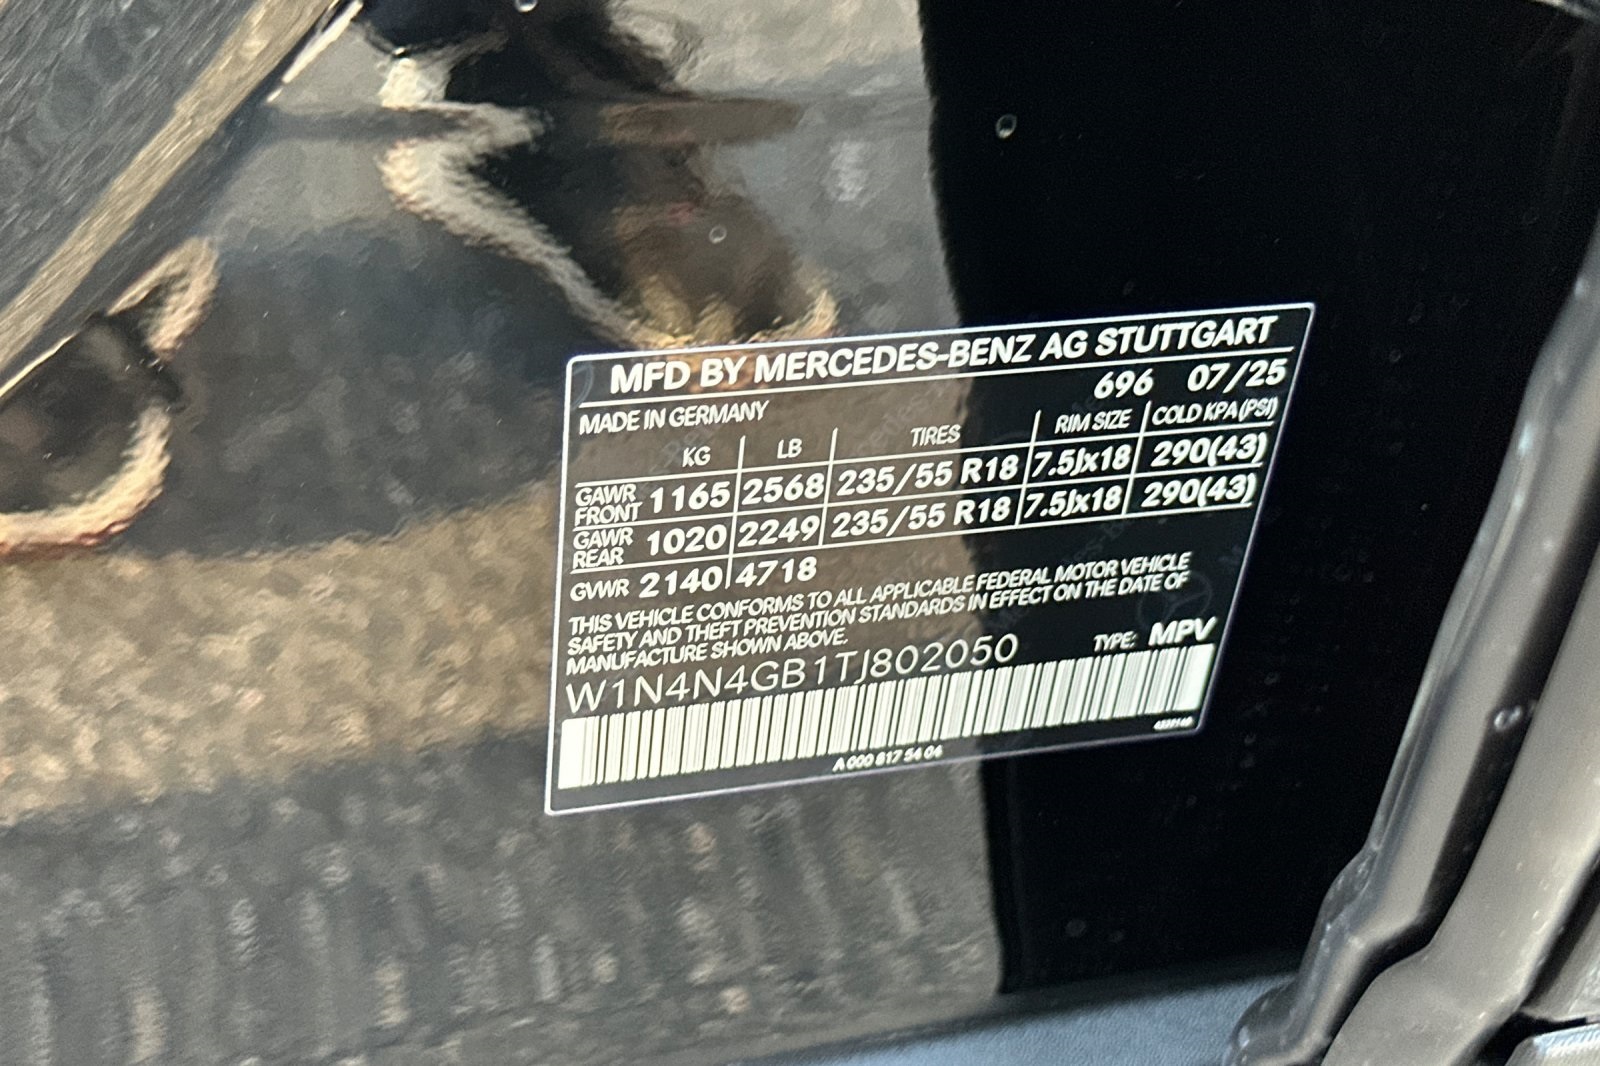 MFD BY MERCEDES-BENZ AG STUTTGART
696 07/25
MADE IN GERMANY
KG LB TIRES RIM SIZE COLD KPA(PSI)
GAWR FRONT 1165 2568 235/55 R18 7.5Jx18 290(43)
GAWR REAR 1020 2249 235/55 R18 7.5Jx18 290(43)
GVWR 2140 4718
THIS VEHICLE CONFORMS TO ALL APPLICABLE FEDERAL MOTOR VEHICLE
SAFETY AND THEFT PREVENTION STANDARDS IN EFFECT ON THE DATE OF
MANUFACTURE SHOWN ABOVE.
TYPE: MPV
W1N4N4GB1TJ802050
A 000 817 54 04